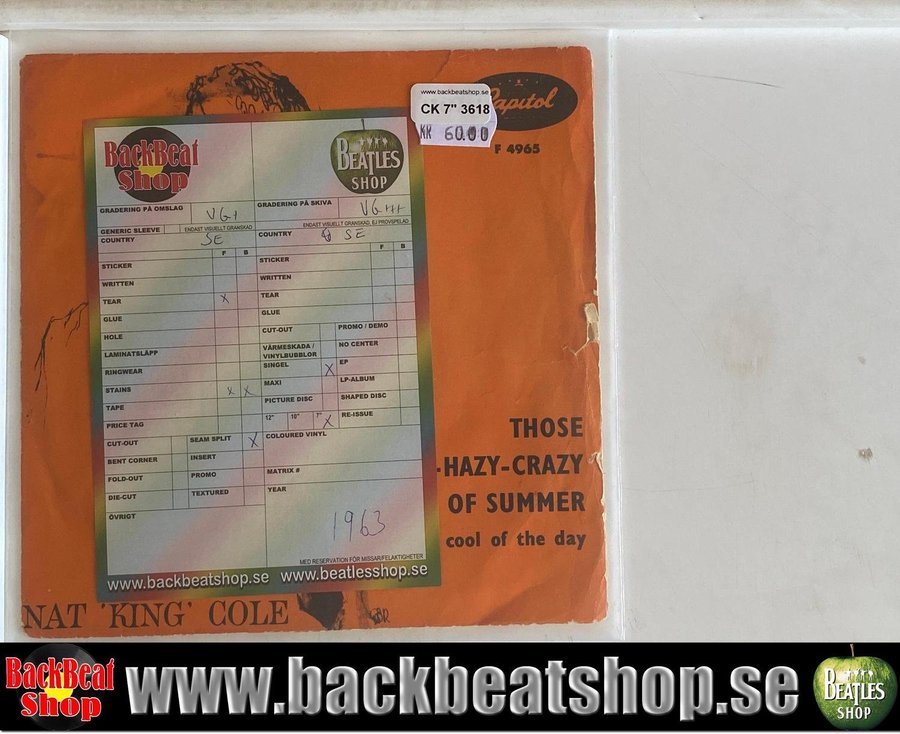 Capitol
F 4965
www.backbeatshop.se
CK 7" 3618
KR 60.00
BackBeat
Shop
BEATLES
SHOP
GRADERING PÅ OMSLAG VG+
GRADERING PÅ SKIVA VG++
GENERIC SLEEVE ENDAST VISUELLT GRANSKAD
ENDAST VISUELLT GRANSKAD, EJ PROVSPELAD
COUNTRY SE
COUNTRY SE
F B
F B
STICKER
STICKER
WRITTEN
WRITTEN
TEAR X
TEAR
GLUE
GLUE
HOLE
CUT-OUT
PROMO / DEMO
LAMINATSLÄPP
VÄRMESKADA /
VINYLBUBBLOR
NO CENTER
RINGWEAR
SINGEL X
EP
STAINS X X
MAXI
LP-ALBUM
TAPE
PICTURE DISC
SHAPED DISC
PRICE TAG
12" 10" 7" X
RE-ISSUE
CUT-OUT
SEAM SPLIT X
COLOURED VINYL
BENT CORNER
INSERT
FOLD-OUT
PROMO
MATRIX #
DIE-CUT
TEXTURED
YEAR
ÖVRIGT
1963
MED RESERVATION FÖR MISSAR/FELAKTIGHETER
www.backbeatshop.se www.beatlesshop.se
THOSE
-HAZY-CRAZY
OF SUMMER
cool of the day
NAT 'KING' COLE
BackBeat
Shop
www.backbeatshop.se
BEATLES
SHOP